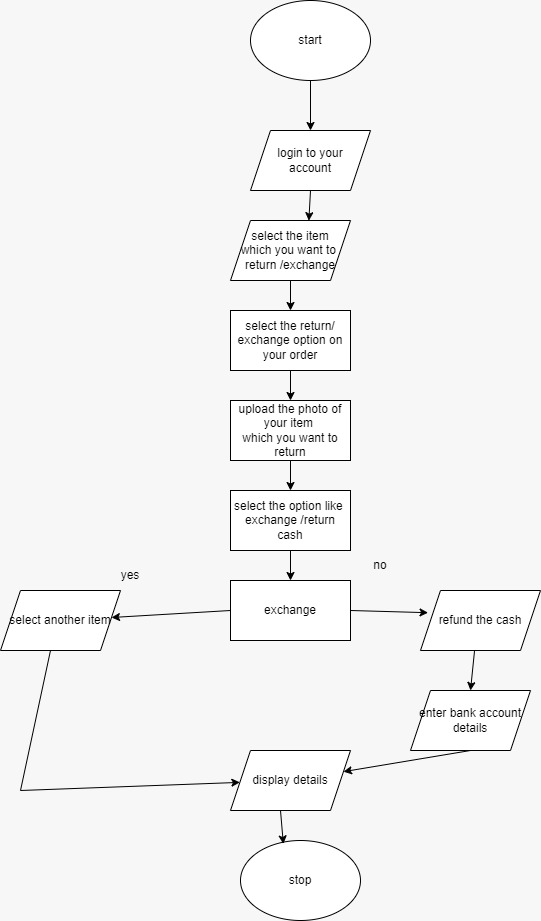 start
login to your
account
select the item
which you want to
return /exchange
select the return/
exchange option on
your order
upload the photo of
your item
which you want to
return
select the option like
exchange /return
cash
yes
no
exchange
select another item
refund the cash
enter bank account
details
display details
stop